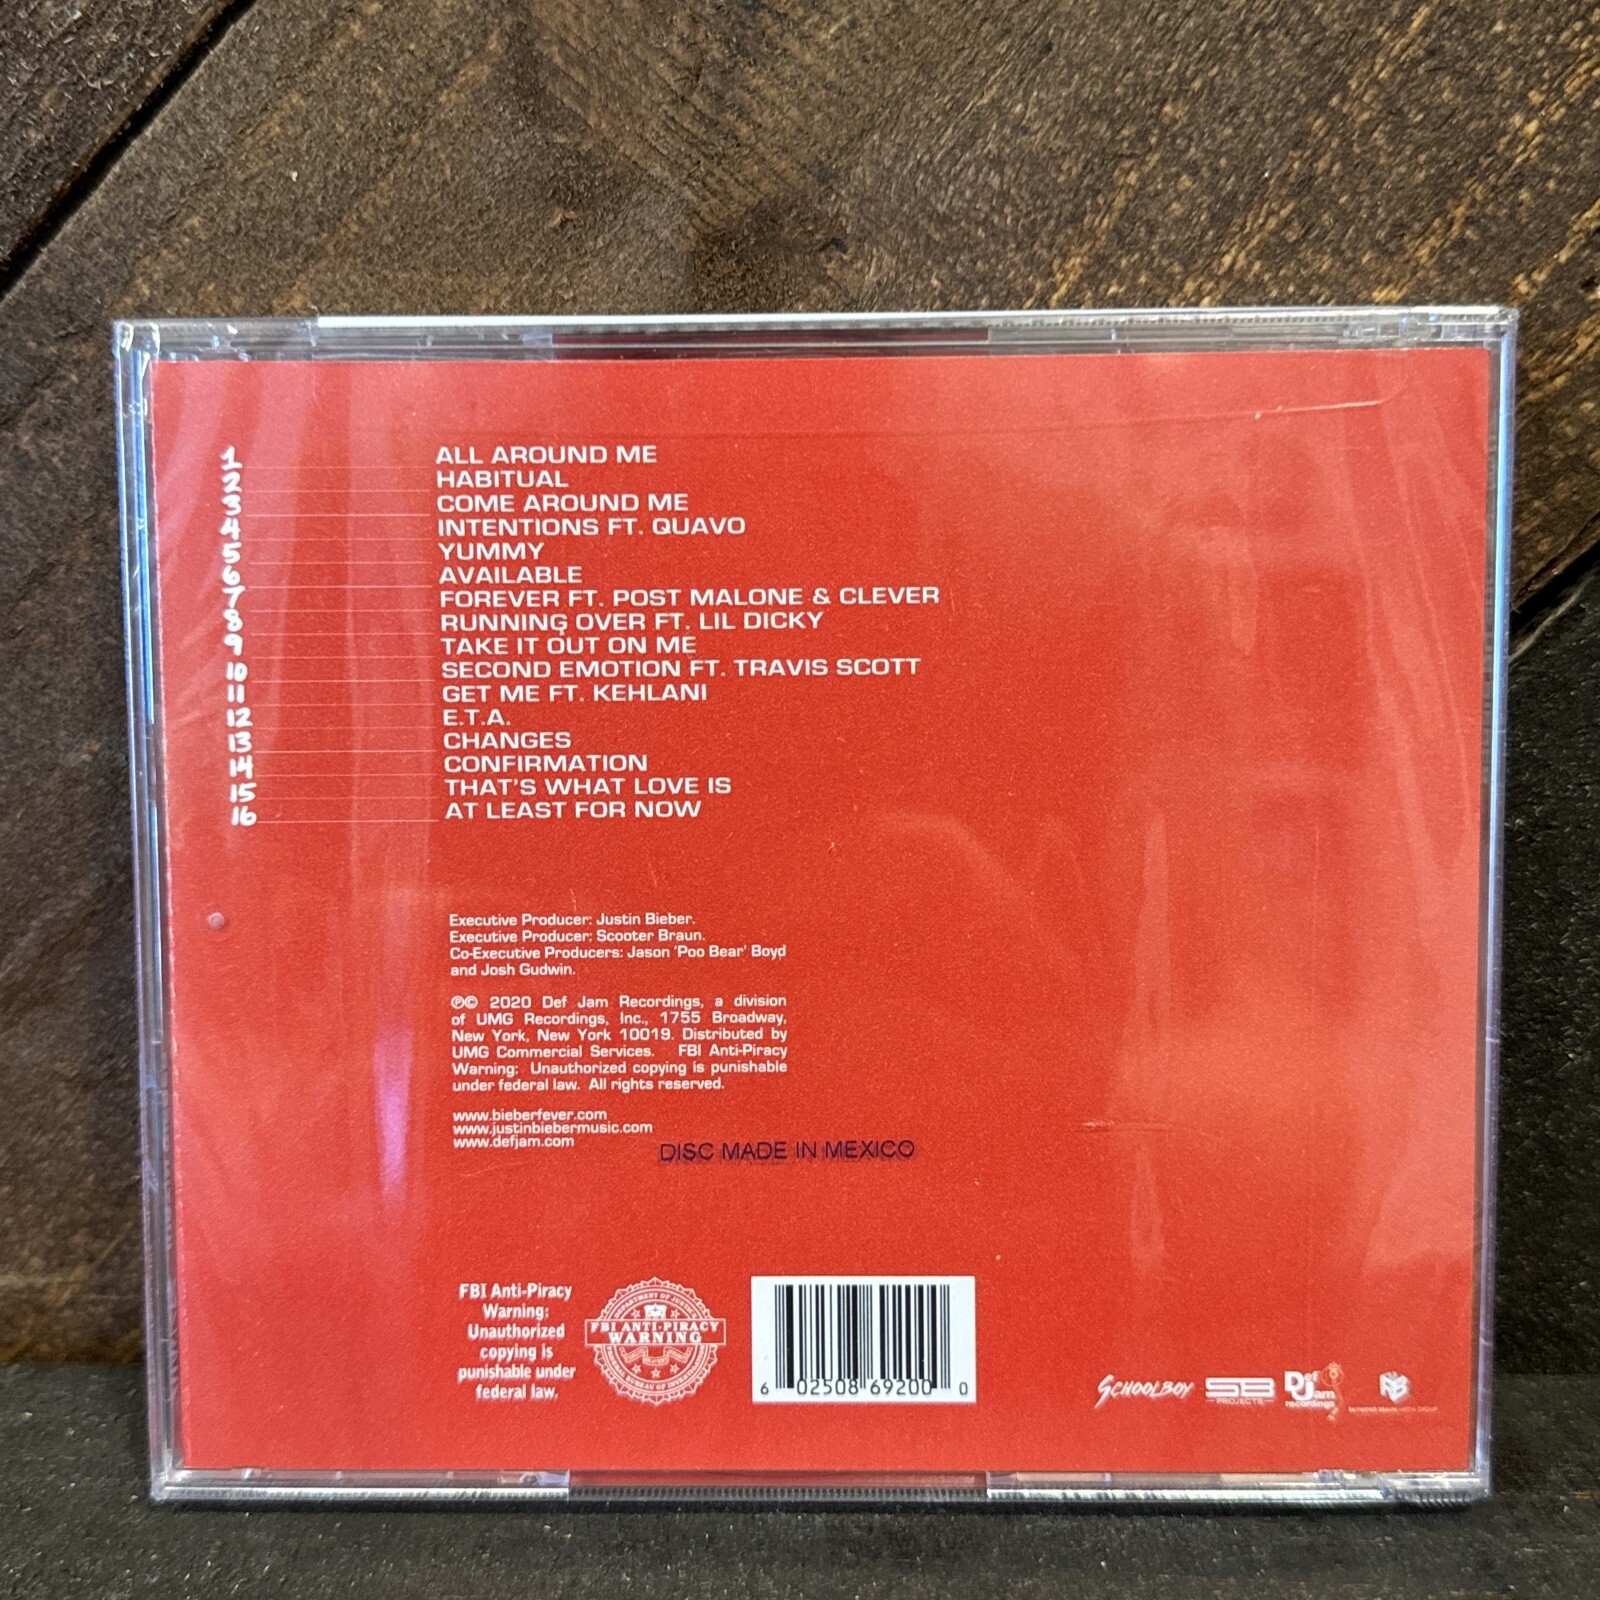 1 ALL AROUND ME
2 HABITUAL
3 COME AROUND ME
4 INTENTIONS FT. QUAVO
5 YUMMY
6 AVAILABLE
7 FOREVER FT. POST MALONE & CLEVER
8 RUNNING OVER FT. LIL DICKY
9 TAKE IT OUT ON ME
10 SECOND EMOTION FT. TRAVIS SCOTT
11 GET ME FT. KEHLANI
12 E.T.A.
13 CHANGES
14 CONFIRMATION
15 THAT'S WHAT LOVE IS
16 AT LEAST FOR NOW
Executive Producer: Justin Bieber.
Executive Producer: Scooter Braun.
Co-Executive Producers: Jason 'Poo Bear' Boyd
and Josh Gudwin.
℗© 2020 Def Jam Recordings, a division
of UMG Recordings, Inc., 1755 Broadway,
New York, New York 10019. Distributed by
UMG Commercial Services. FBI Anti-Piracy
Warning: Unauthorized copying is punishable
under federal law. All rights reserved.
www.bieberfever.com
www.justinbiebermusic.com
www.defjam.com
DISC MADE IN MEXICO
FBI Anti-Piracy
Warning:
Unauthorized
copying is
punishable under
federal law.
DEPARTMENT OF JUSTICE
FBI ANTI-PIRACY
WARNING
FEDERAL BUREAU OF INVESTIGATION
6 02508 69200 0
SCHOOLBOY
SB
PROJECTS
Def
Jam
recordings
RB